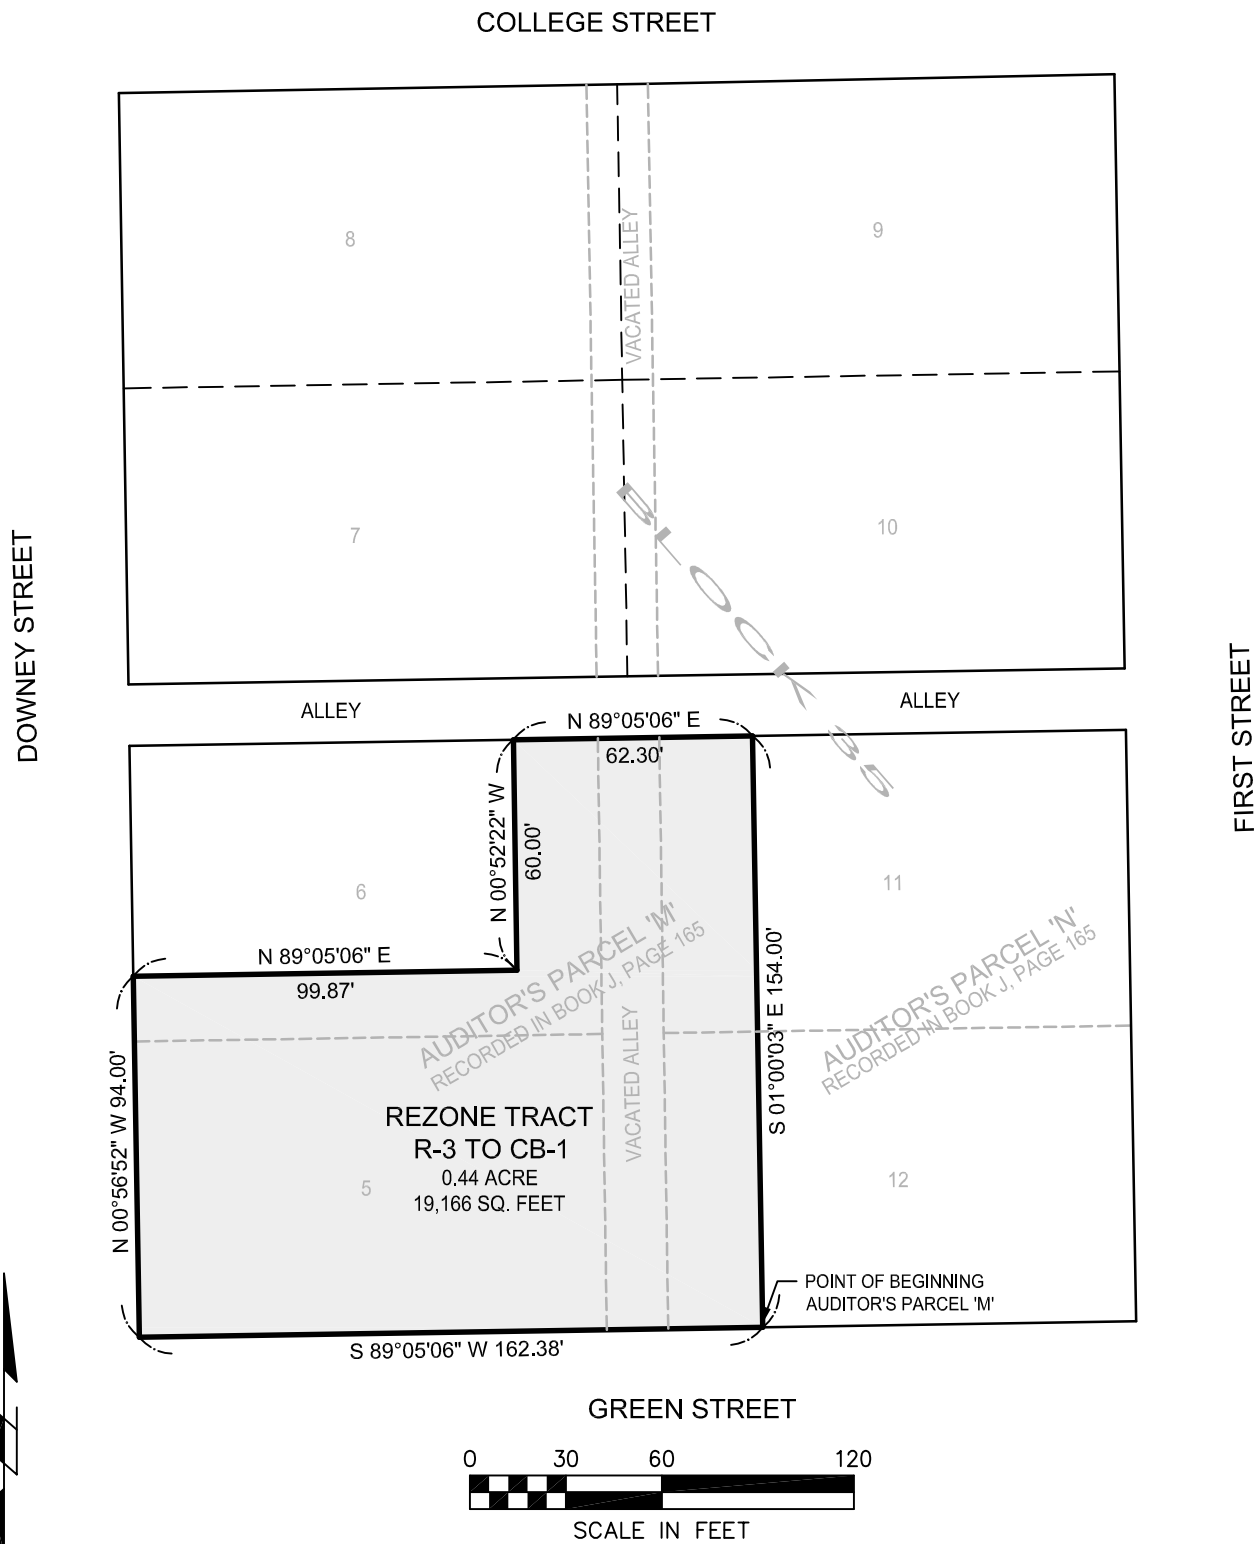 COLLEGE STREET
8
9
VACATED ALLEY
7
10
BLOCK 35
DOWNEY STREET
FIRST STREET
ALLEY
ALLEY
N 89°05'06" E
62.30'
N 00°52'22" W
60.00'
6
11
N 89°05'06" E
99.87'
AUDITOR'S PARCEL 'M'
RECORDED IN BOOK J, PAGE 165
AUDITOR'S PARCEL 'N'
RECORDED IN BOOK J, PAGE 165
S 01°00'03" E 154.00'
N 00°56'52" W 94.00'
VACATED ALLEY
REZONE TRACT
R-3 TO CB-1
0.44 ACRE
19,166 SQ. FEET
5
12
POINT OF BEGINNING
AUDITOR'S PARCEL 'M'
S 89°05'06" W 162.38'
GREEN STREET
0 30 60 120
SCALE IN FEET